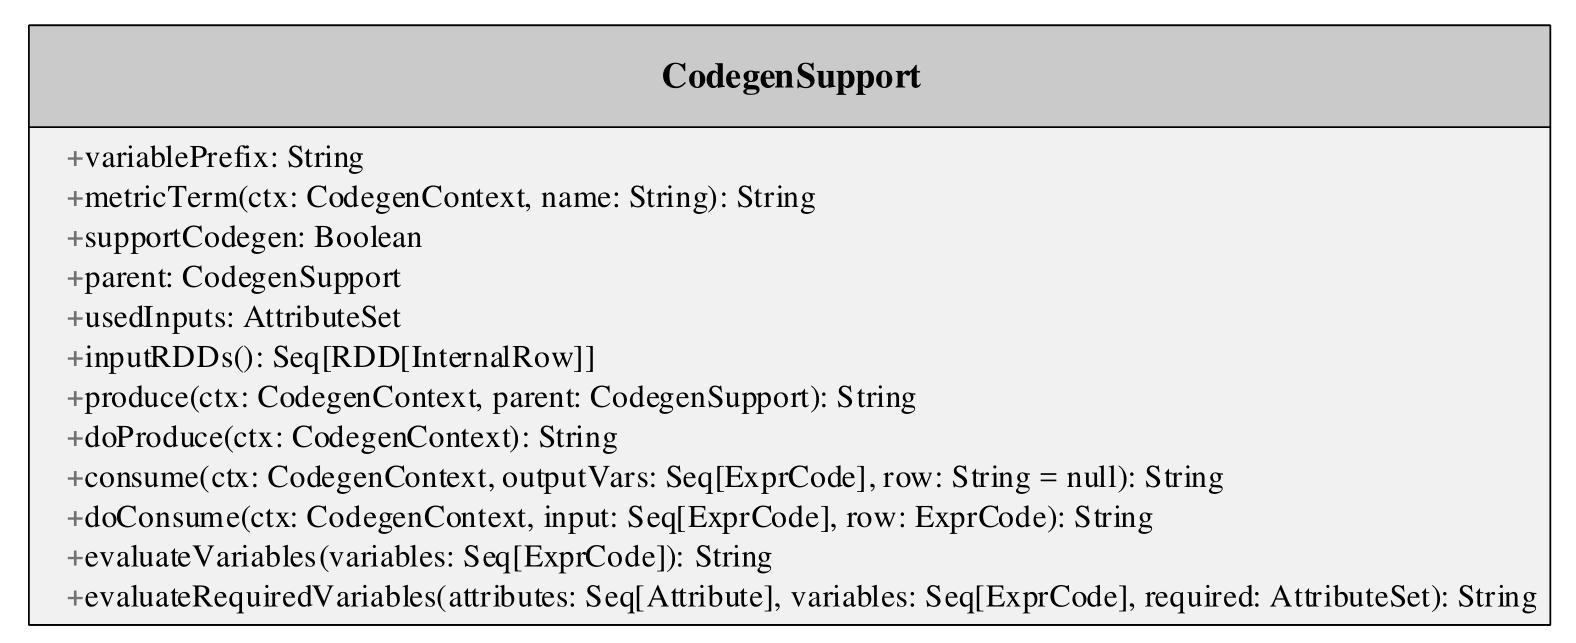 CodegenSupport
+variablePrefix: String
+metricTerm(ctx: CodegenContext, name: String): String
+supportCodegen: Boolean
+parent: CodegenSupport
+usedInputs: AttributeSet
+inputRDDs(): Seq[RDD[InternalRow]]
+produce(ctx: CodegenContext, parent: CodegenSupport): String
+doProduce(ctx: CodegenContext): String
+consume(ctx: CodegenContext, outputVars: Seq[ExprCode], row: String = null): String
+doConsume(ctx: CodegenContext, input: Seq[ExprCode], row: ExprCode): String
+evaluateVariables(variables: Seq[ExprCode]): String
+evaluateRequiredVariables(attributes: Seq[Attribute], variables: Seq[ExprCode], required: AttributeSet): String